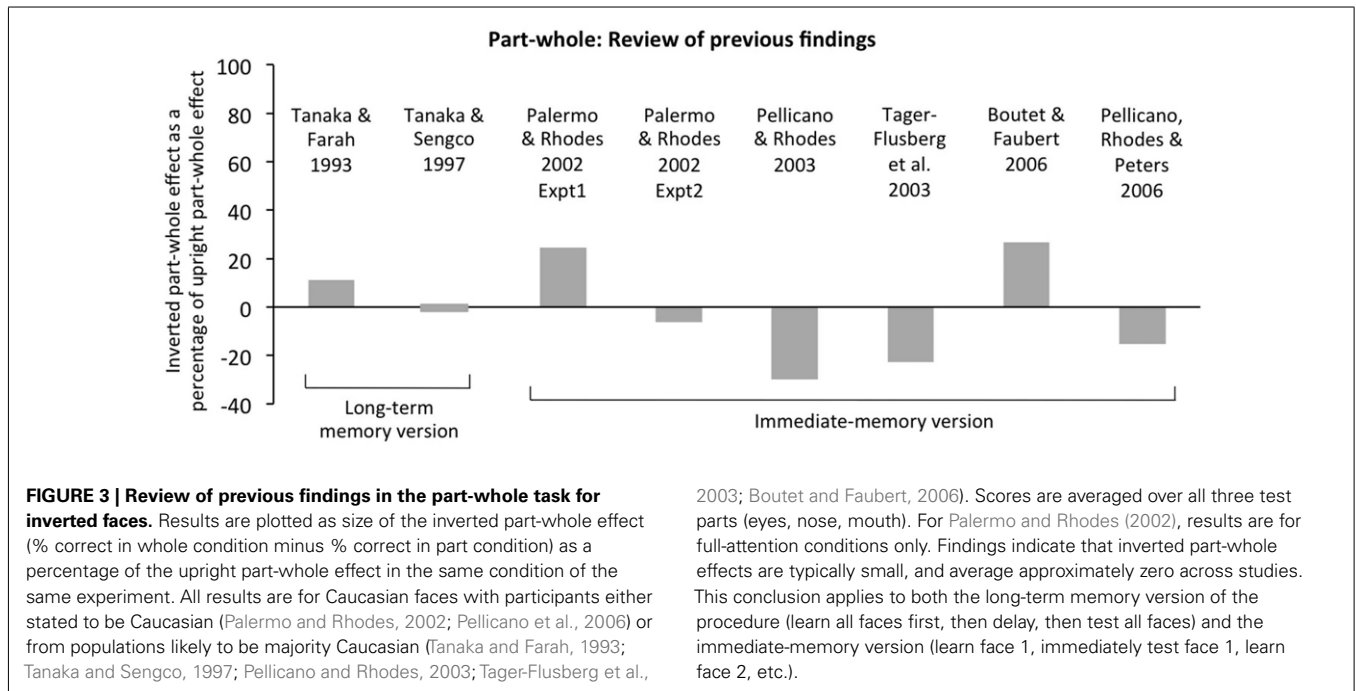 Part-whole: Review of previous findings
Inverted part-whole effect as a
percentage of upright part-whole effect
100
80
60
40
20
0
-20
-40
Tanaka &
Farah
1993
Tanaka &
Sengco
1997
Palermo
& Rhodes
2002
Expt1
Palermo
& Rhodes
2002
Expt2
Pellicano
& Rhodes
2003
Tager-
Flusberg
et al.
2003
Boutet &
Faubert
2006
Pellicano,
Rhodes &
Peters
2006
Long-term
memory version
Immediate-memory version
FIGURE 3 | Review of previous findings in the part-whole task for
inverted faces. Results are plotted as size of the inverted part-whole effect
(% correct in whole condition minus % correct in part condition) as a
percentage of the upright part-whole effect in the same condition of the
same experiment. All results are for Caucasian faces with participants either
stated to be Caucasian (Palermo and Rhodes, 2002; Pellicano et al., 2006) or
from populations likely to be majority Caucasian (Tanaka and Farah, 1993;
Tanaka and Sengco, 1997; Pellicano and Rhodes, 2003; Tager-Flusberg et al.,
2003; Boutet and Faubert, 2006). Scores are averaged over all three test
parts (eyes, nose, mouth). For Palermo and Rhodes (2002), results are for
full-attention conditions only. Findings indicate that inverted part-whole
effects are typically small, and average approximately zero across studies.
This conclusion applies to both the long-term memory version of the
procedure (learn all faces first, then delay, then test all faces) and the
immediate-memory version (learn face 1, immediately test face 1, learn
face 2, etc.).